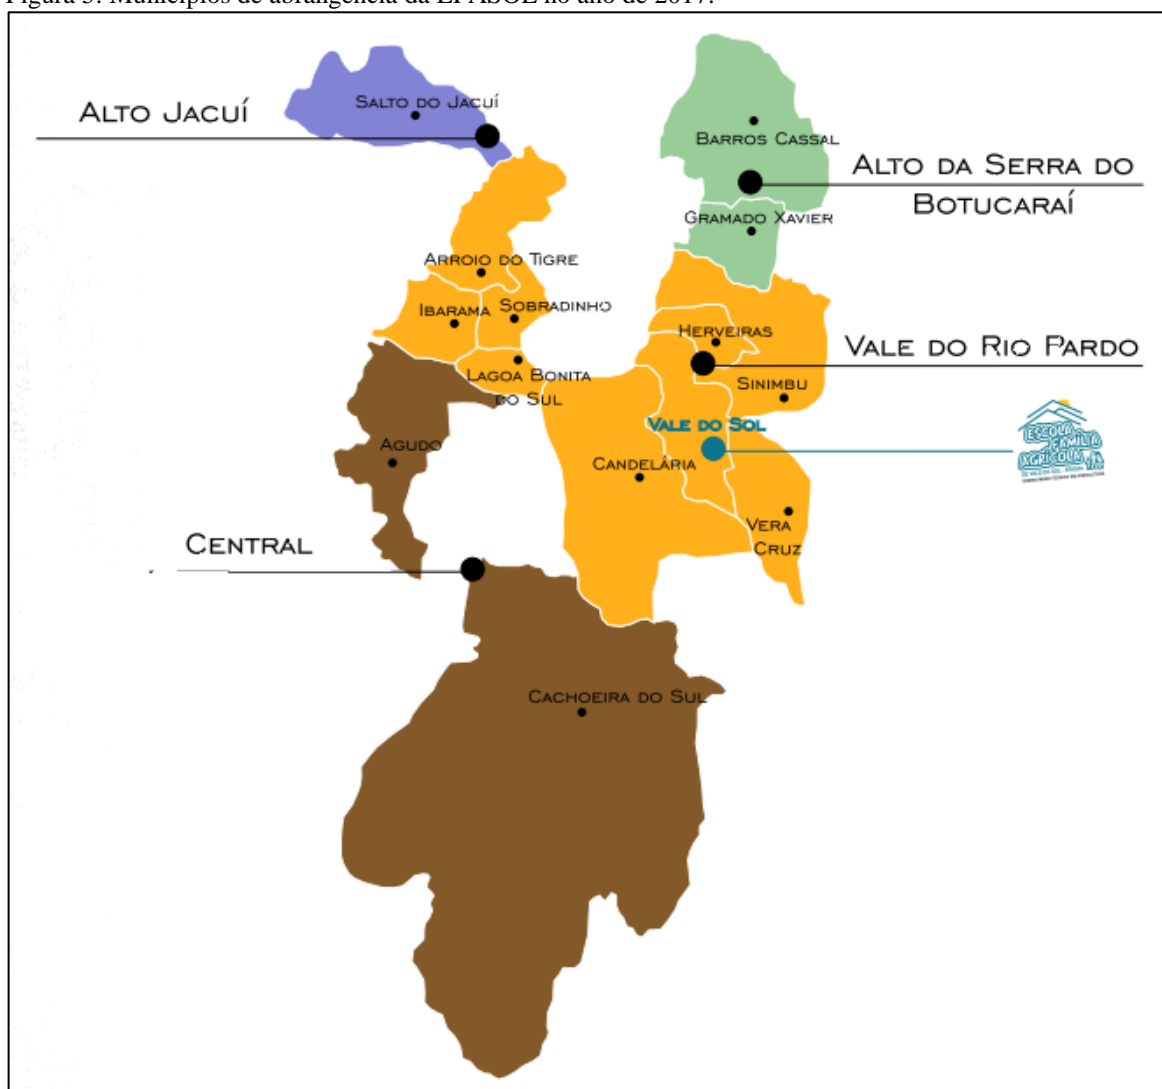 Figura 3: Municípios de abrangência da EFASOL no ano de 2017.
ALTO JACUÍ
SALTO DO JACUÍ
BARROS CASSAL
ALTO DA SERRA DO
BOTUCARAÍ
GRAMADO XAVIER
ARROIO DO TIGRE
IBARAMA
SOBRADINHO
HERVEIRAS
VALE DO RIO PARDO
LAGOA BONITA
DO SUL
SINIMBU
VALE DO SOL
ESCOLA
FAMÍLIA
AGRÍCOLA
AGUDO
CANDELÁRIA
VERA
CRUZ
CENTRAL
CACHOEIRA DO SUL